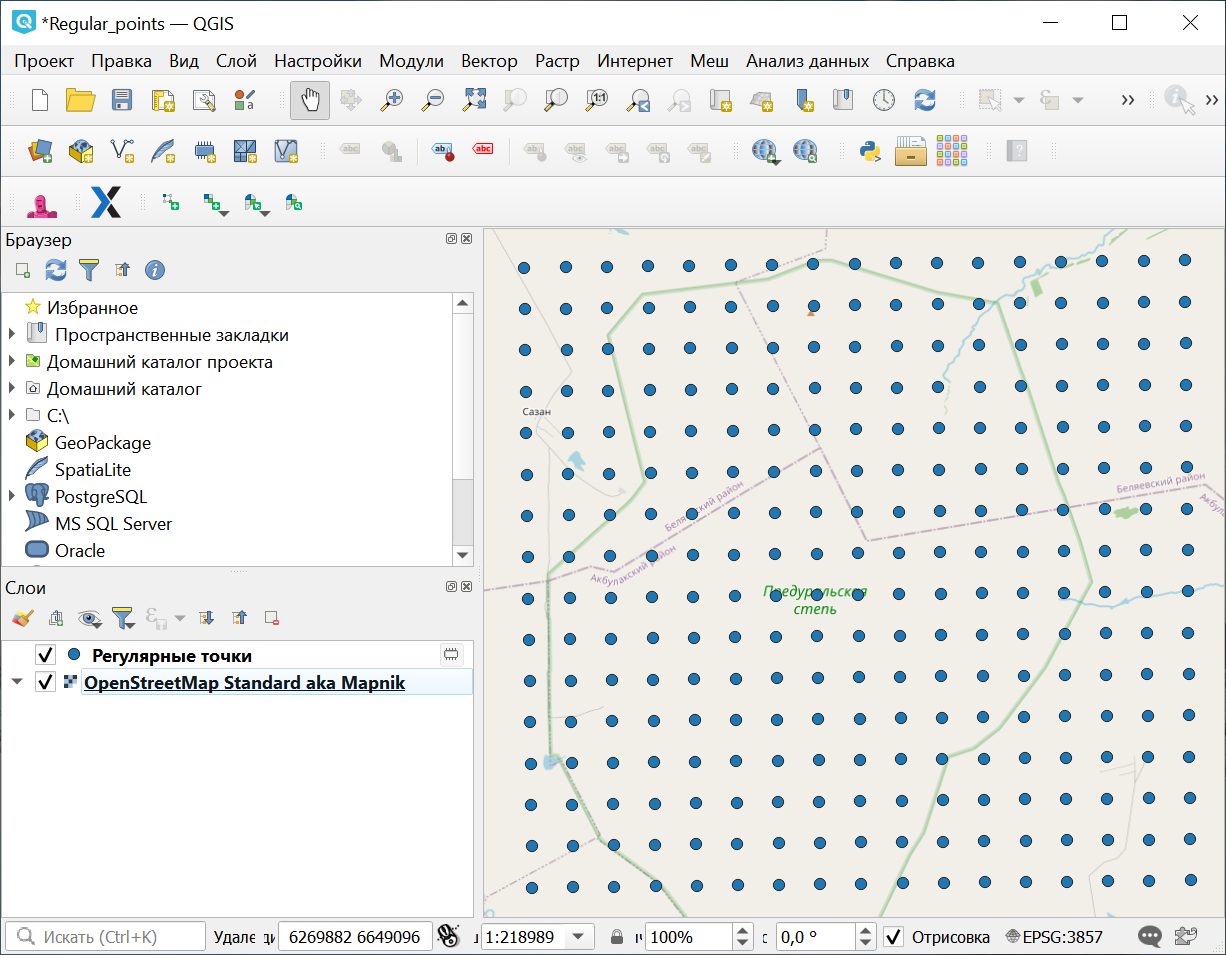 *Regular_points — QGIS
Проект Правка Вид Слой Настройки Модули Вектор Растр Интернет Меш Анализ данных Справка
Браузер
Избранное
Пространственные закладки
Домашний каталог проекта
Домашний каталог
C:\
GeoPackage
SpatiaLite
PostgreSQL
MS SQL Server
Oracle
Слои
Регулярные точки
OpenStreetMap Standard aka Mapnik
Сазан
Беляевский район
Акбулакский район
Беляевский район
Предуральская
степь
Искать (Ctrl+K) Удале 6269882 6649096 1:218989 100% 0,0 ° Отрисовка EPSG:3857